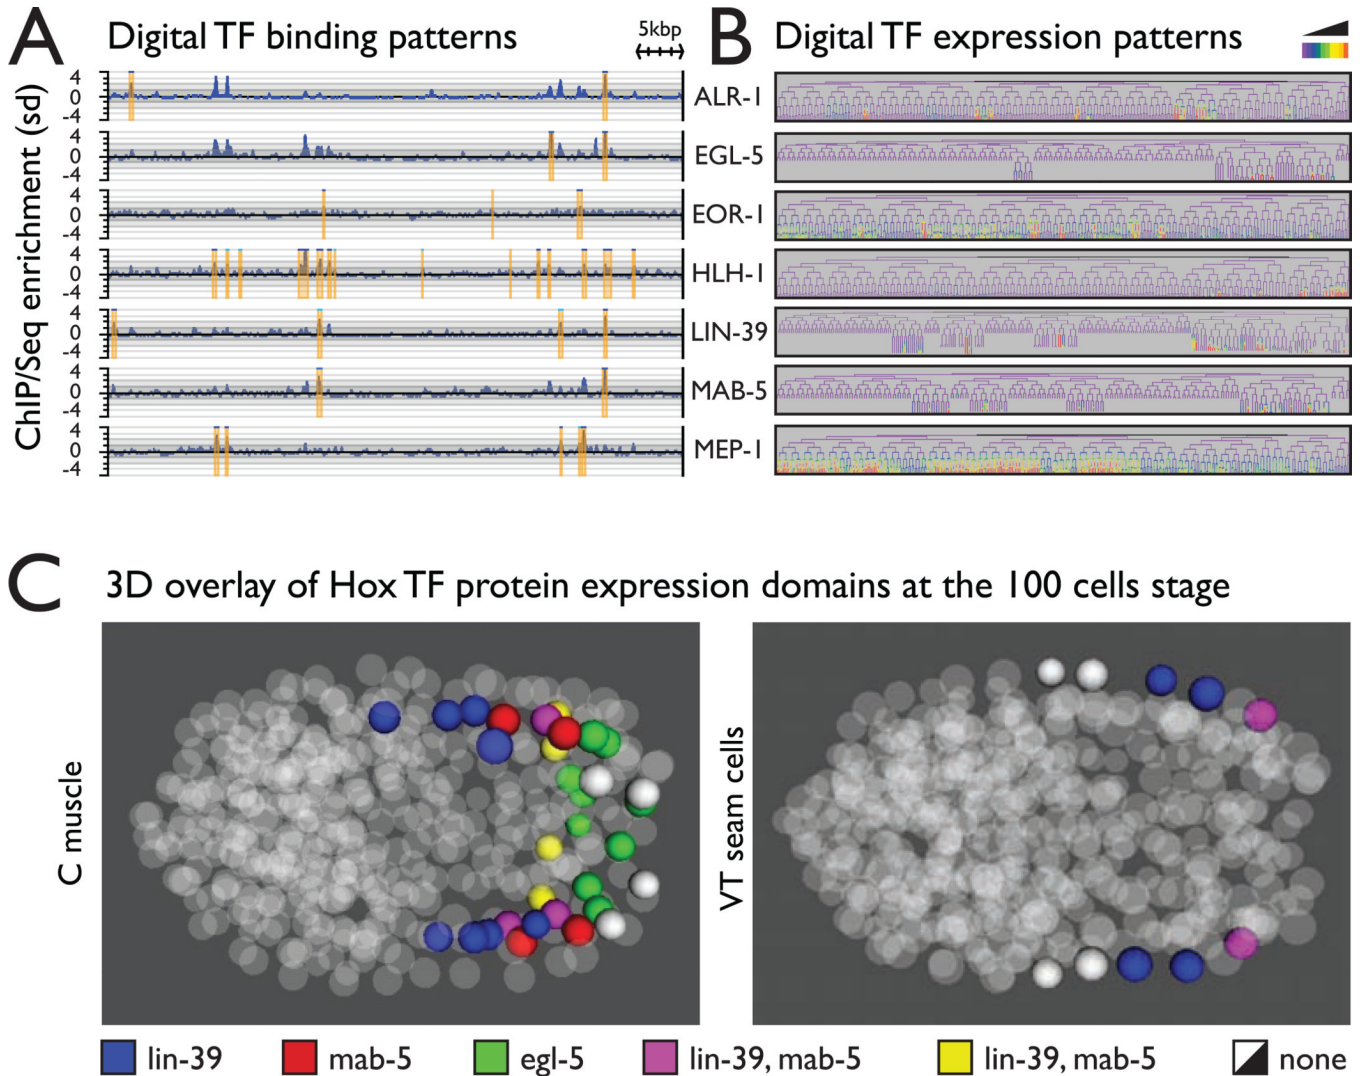 A Digital TF binding patterns 5kbp
B Digital TF expression patterns
ChIP/Seq enrichment (sd)
4
0
-4
ALR-1
4
0
-4
EGL-5
4
0
-4
EOR-1
4
0
-4
HLH-1
4
0
-4
LIN-39
4
0
-4
MAB-5
4
0
-4
MEP-1
C 3D overlay of Hox TF protein expression domains at the 100 cells stage
C muscle
VT seam cells
lin-39 mab-5 egl-5 lin-39, mab-5 lin-39, mab-5 none